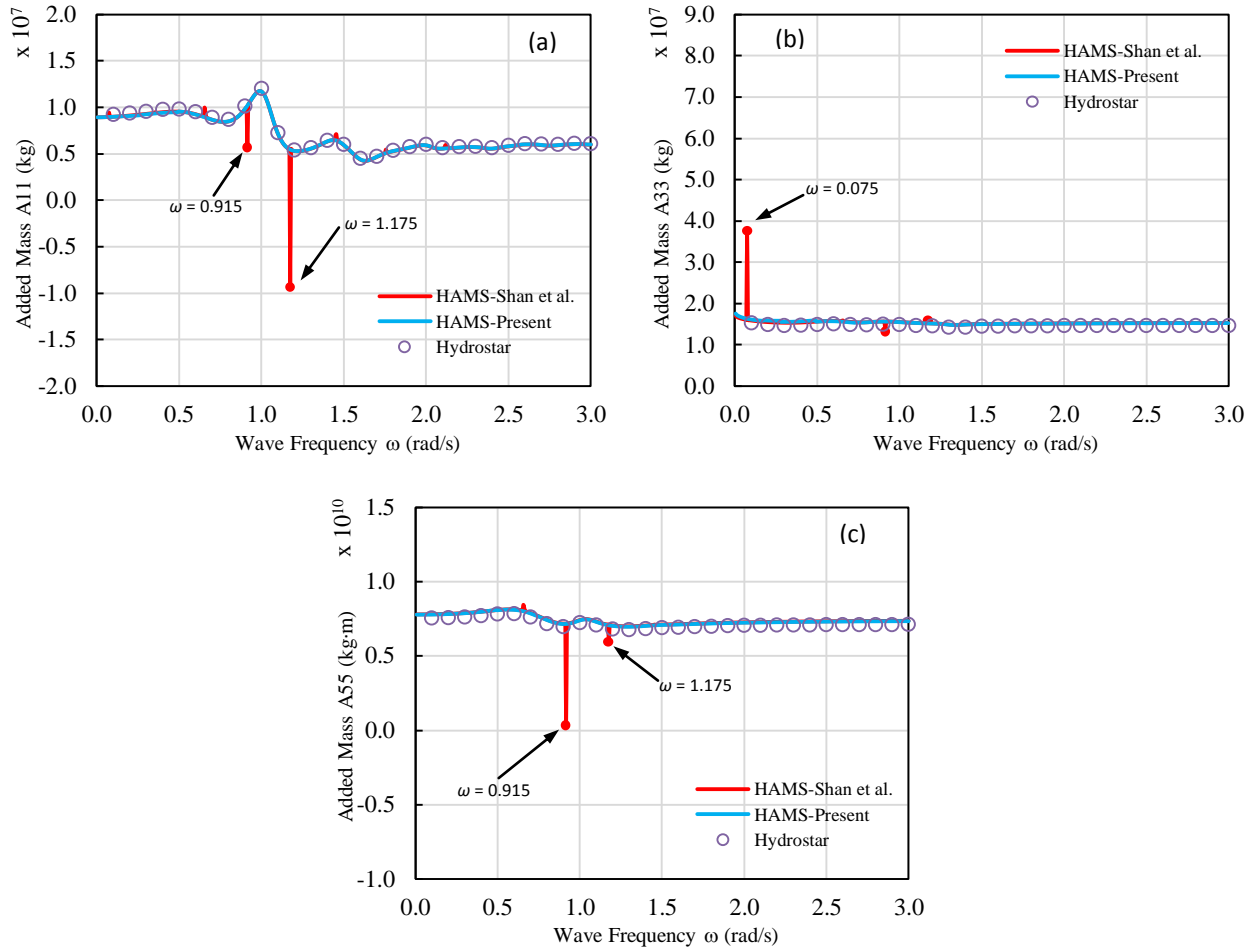 x 10⁷
(a)
2.0
1.5
1.0
0.5
0.0
-0.5
-1.0
-1.5
-2.0
Added Mass A11 (kg)
ω = 0.915
ω = 1.175
HAMS-Shan et al.
HAMS-Present
Hydrostar
0.0 0.5 1.0 1.5 2.0 2.5 3.0
Wave Frequency ω (rad/s)
x 10⁷
(b)
9.0
8.0
7.0
6.0
5.0
4.0
3.0
2.0
1.0
0.0
Added Mass A33 (kg)
HAMS-Shan et al.
HAMS-Present
Hydrostar
ω = 0.075
0.0 0.5 1.0 1.5 2.0 2.5 3.0
Wave Frequency ω (rad/s)
x 10¹⁰
(c)
1.5
1.0
0.5
0.0
-0.5
-1.0
Added Mass A55 (kg·m)
ω = 1.175
ω = 0.915
HAMS-Shan et al.
HAMS-Present
Hydrostar
0.0 0.5 1.0 1.5 2.0 2.5 3.0
Wave Frequency ω (rad/s)